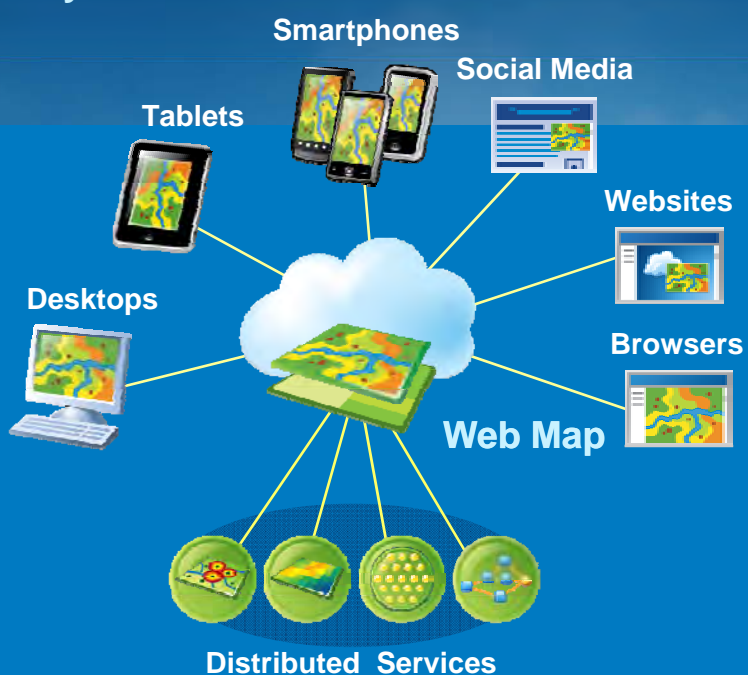 Smartphones
Social Media
Tablets
Websites
Desktops
Browsers
Web Map
Distributed Services